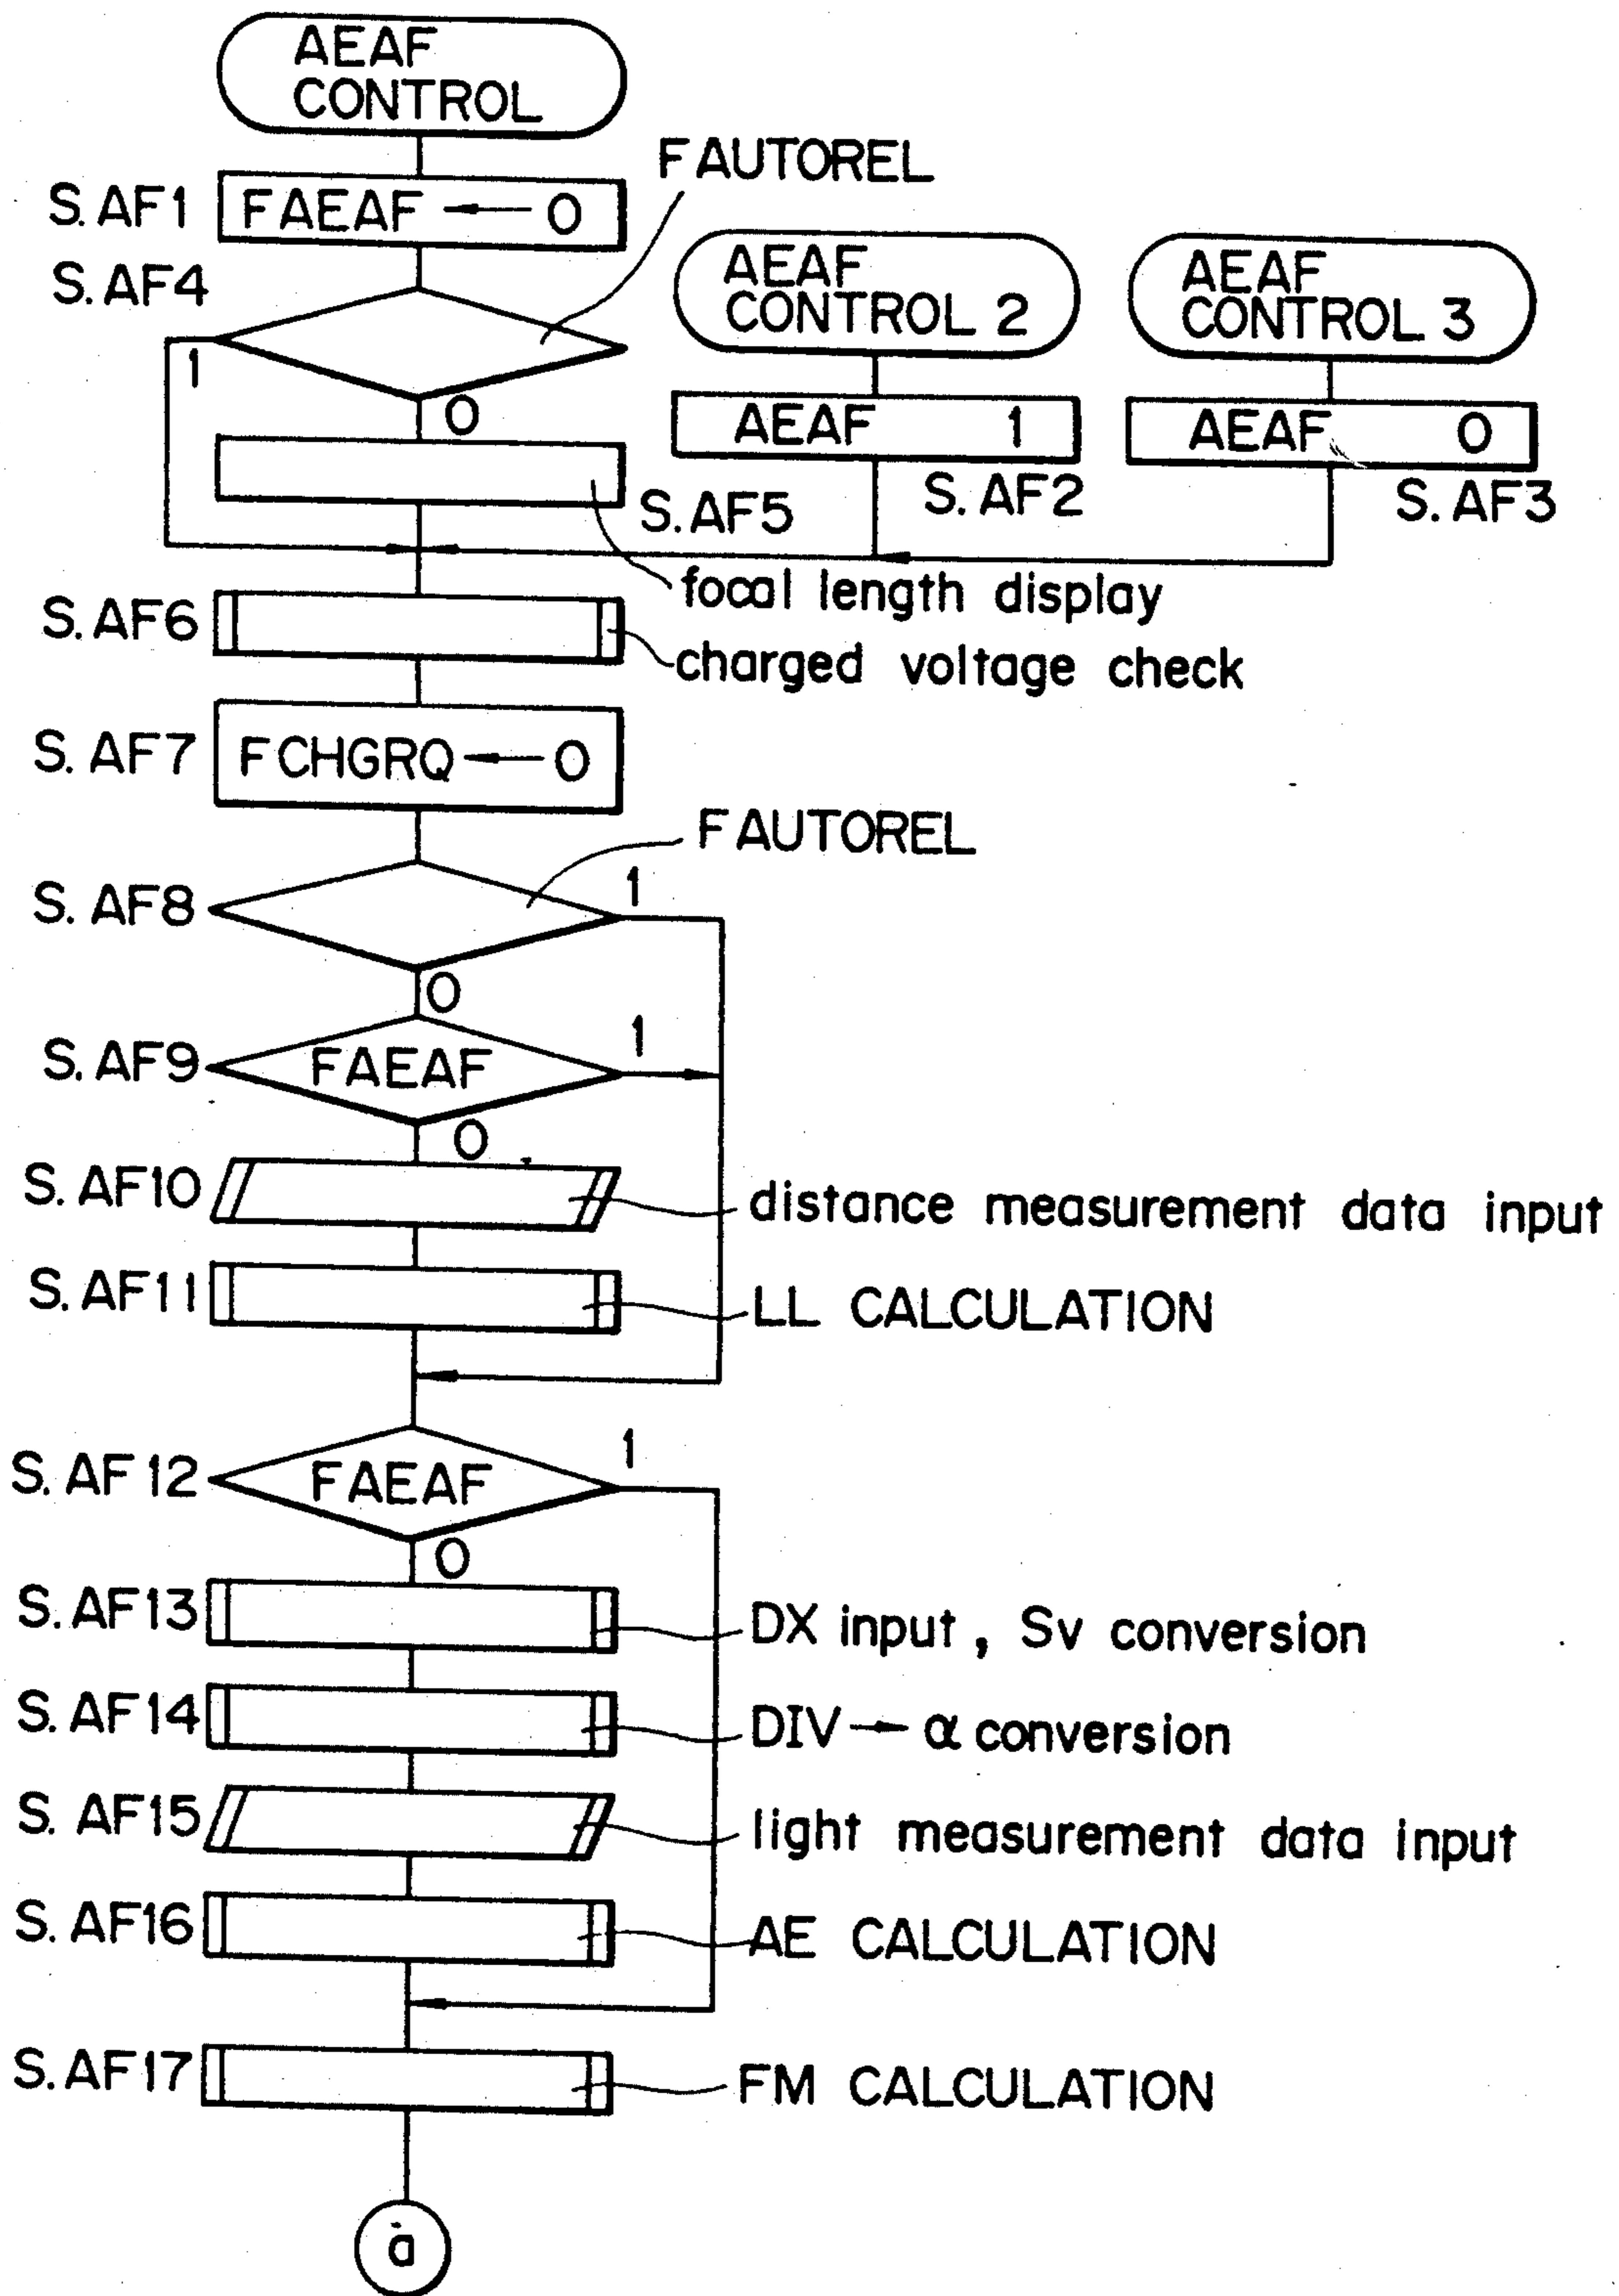 AEAF
CONTROL
FAUTOREL
S.AF1
FAEAF ← 0
S.AF4
1
0
AEAF
CONTROL 2
AEAF
CONTROL 3
AEAF 1
S.AF2
AEAF 0
S.AF3
S.AF5
focal length display
S.AF6
charged voltage check
S.AF7
FCHGRQ ← 0
FAUTOREL
S.AF8
1
0
S.AF9
FAEAF
1
0
S.AF10
distance measurement data input
S.AF11
LL CALCULATION
S.AF12
FAEAF
1
0
S.AF13
DX input, Sv conversion
S.AF14
DIV → α conversion
S.AF15
light measurement data input
S.AF16
AE CALCULATION
S.AF17
FM CALCULATION
a